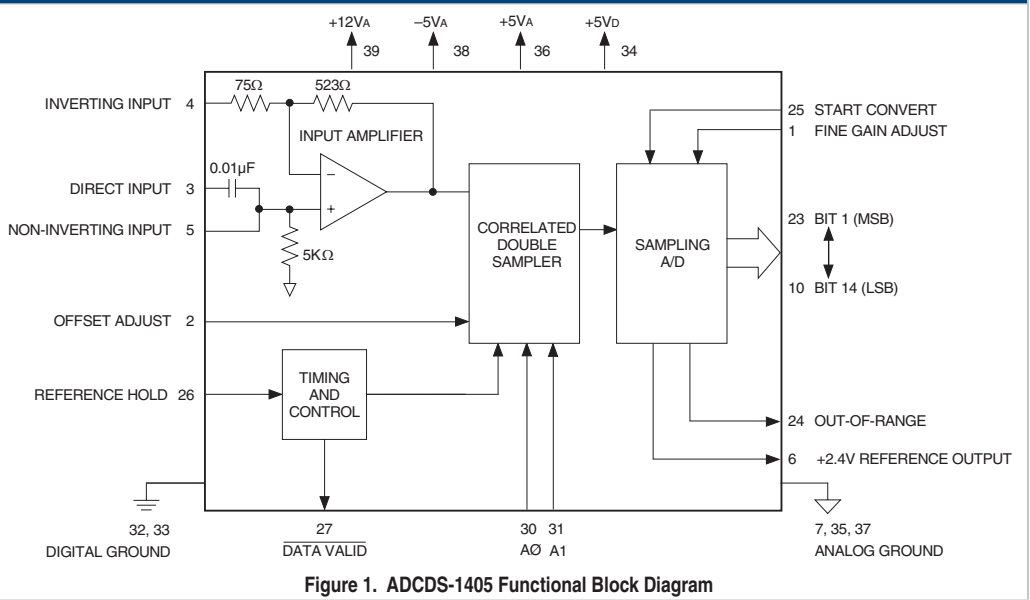 +12VA
–5VA
+5VA
+5VD
39
38
36
34
75Ω
523Ω
INVERTING INPUT 4
INPUT AMPLIFIER
25 START CONVERT
1 FINE GAIN ADJUST
0.01µF
DIRECT INPUT 3
–
+
NON-INVERTING INPUT 5
5KΩ
CORRELATED
DOUBLE
SAMPLER
SAMPLING
A/D
23 BIT 1 (MSB)
10 BIT 14 (LSB)
OFFSET ADJUST 2
REFERENCE HOLD 26
TIMING
AND
CONTROL
24 OUT-OF-RANGE
6 +2.4V REFERENCE OUTPUT
32, 33
DIGITAL GROUND
27
DATA VALID
30 31
AØ A1
7, 35, 37
ANALOG GROUND
Figure 1. ADCDS-1405 Functional Block Diagram